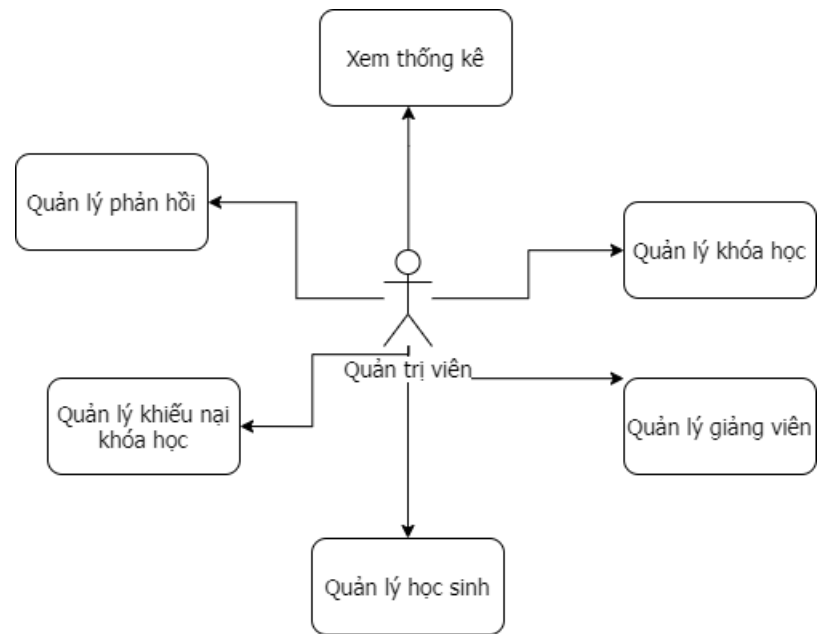 Xem thống kê
Quản lý phản hồi
Quản lý khóa học
Quản trị viên
Quản lý khiếu nại
khóa học
Quản lý giảng viên
Quản lý học sinh